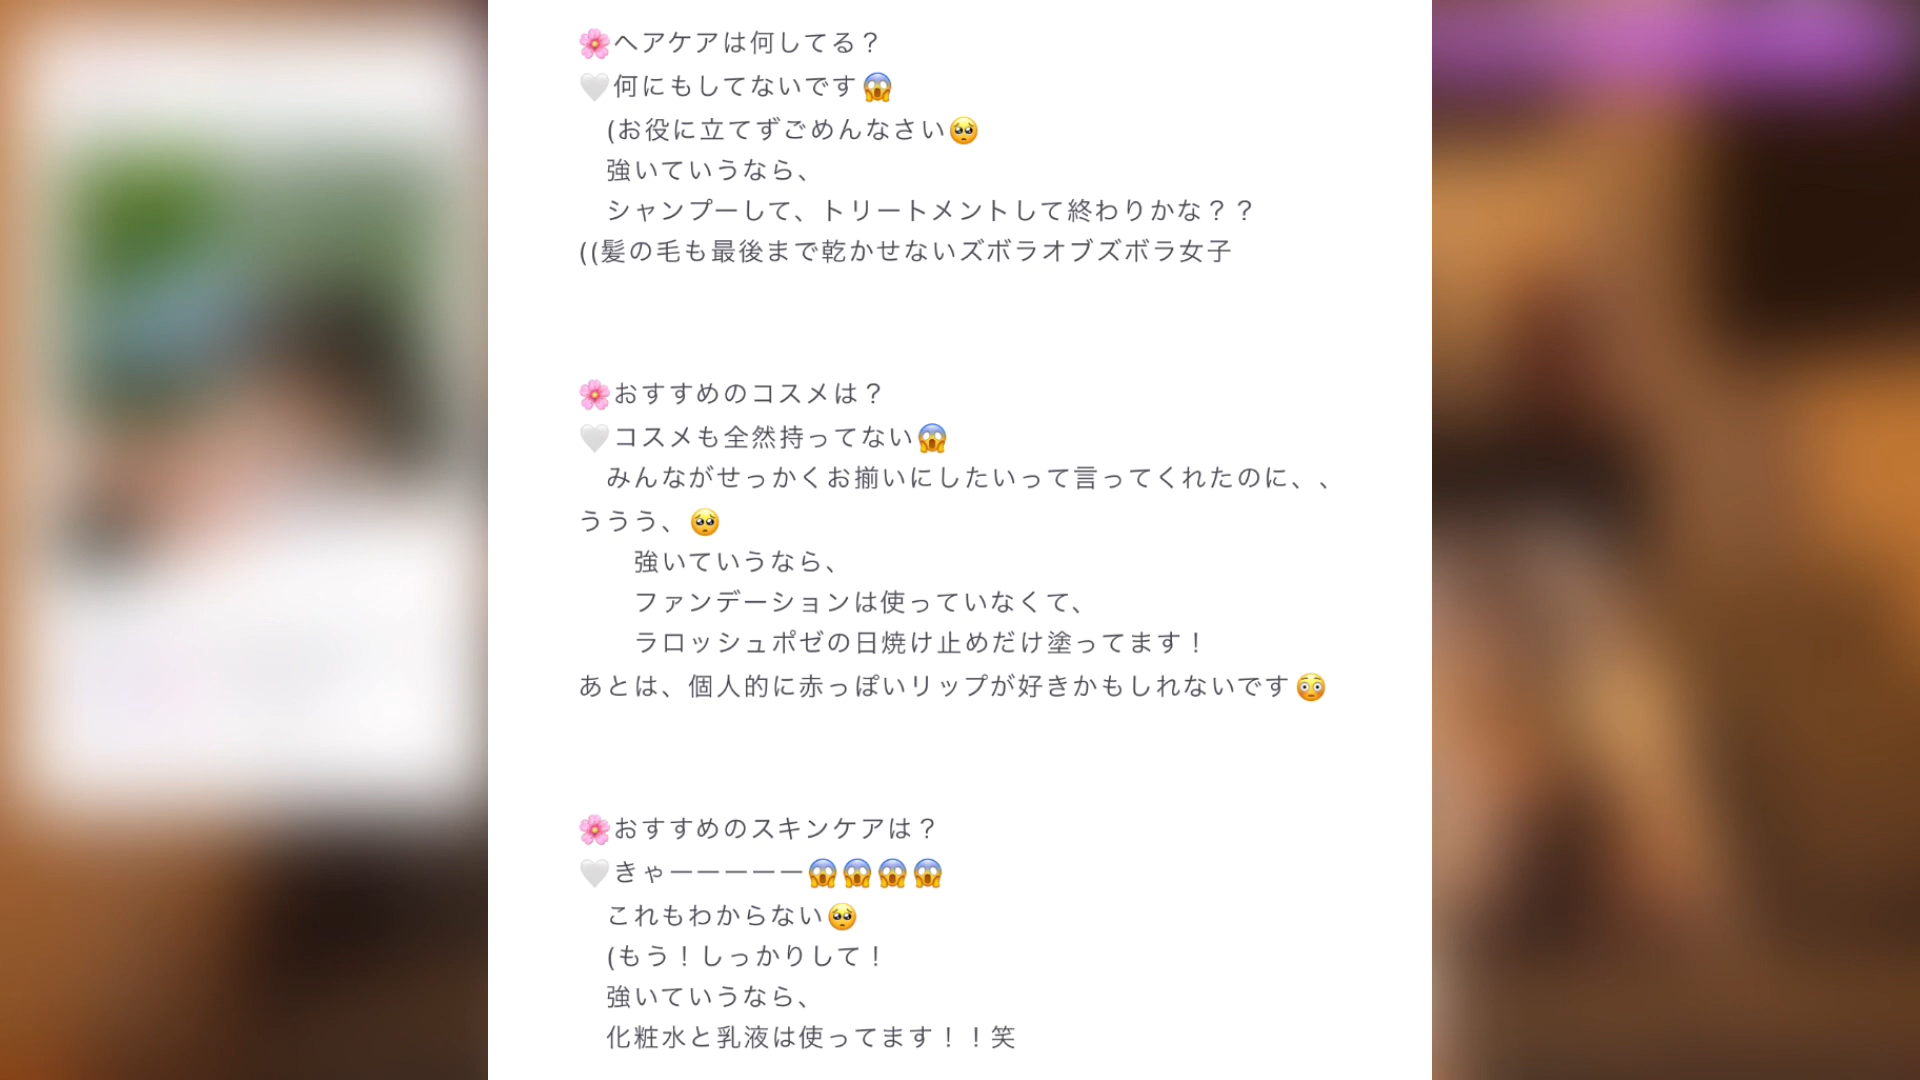 🌸ヘアケアは何してる？
🤍何にもしてないです😱
(お役に立てずごめんなさい🥺
強いていうなら、
シャンプーして、トリートメントして終わりかな？？
((髪の毛も最後まで乾かせないズボラオブズボラ女子
🌸おすすめのコスメは？
🤍コスメも全然持ってない😱
みんながせっかくお揃いにしたいって言ってくれたのに、、
ううう、🥺
強いていうなら、
ファンデーションは使っていなくて、
ラロッシュポゼの日焼け止めだけ塗ってます！
あとは、個人的に赤っぽいリップが好きかもしれないです😳
🌸おすすめのスキンケアは？
🤍きゃーーーーー😱😱😱😱
これもわからない🥺
(もう！しっかりして！
強いていうなら、
化粧水と乳液は使ってます！！笑